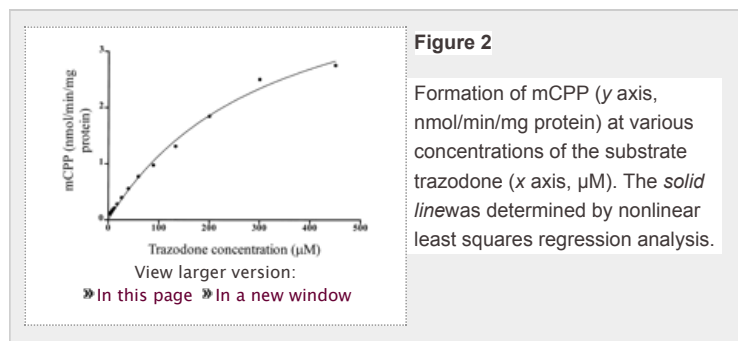 Figure 2
Formation of mCPP (y axis,
nmol/min/mg protein) at various
concentrations of the substrate
trazodone (x axis, µM). The solid
linewas determined by nonlinear
least squares regression analysis.
mCPP (nmol/min/mg
protein)
3
2
1
0
0 100 200 300 400 500
Trazodone concentration (µM)
View larger version:
In this page In a new window